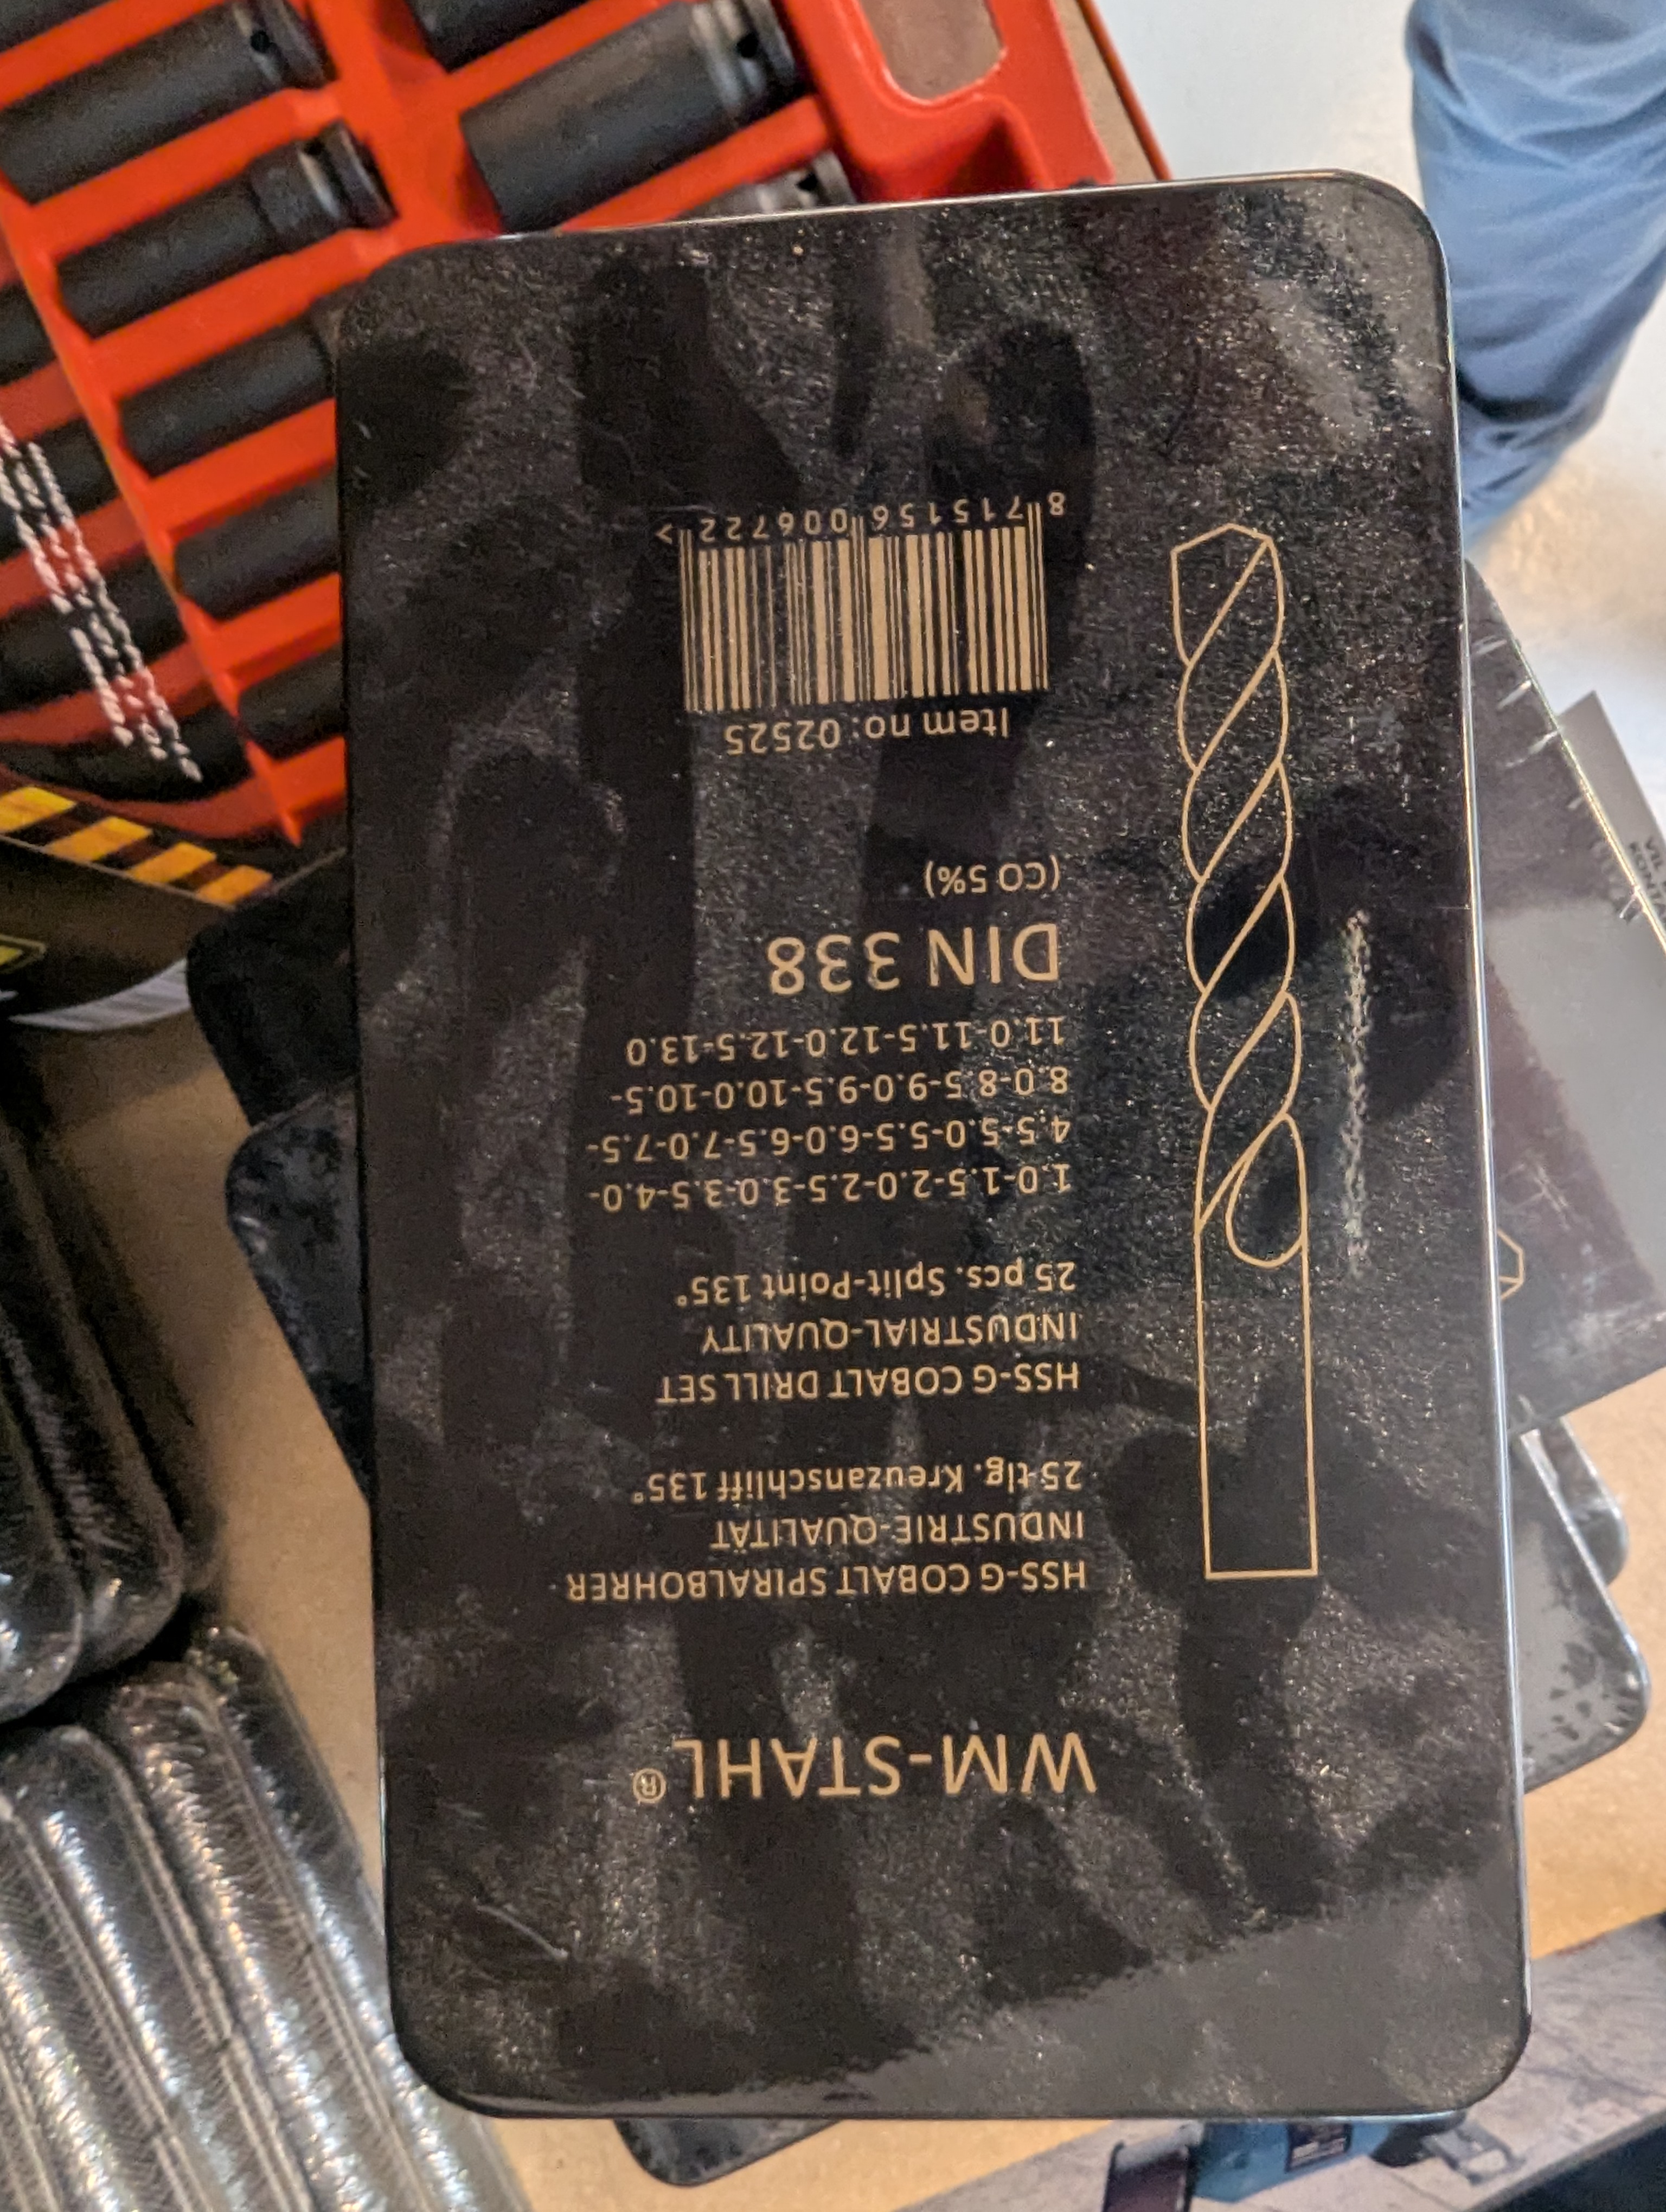 WM-STAHL®
HSS-G COBALT SPIRALBOHRER
INDUSTRIE-QUALITÄT
25-tlg. Kreuzanschliff 135°
HSS-G COBALT DRILL SET
INDUSTRIAL-QUALITY
25 pcs. Split-Point 135°
1.0-1.5-2.0-2.5-3.0-3.5-4.0-
4.5-5.0-5.5-6.0-6.5-7.0-7.5-
8.0-8.5-9.0-9.5-10.0-10.5-
11.0-11.5-12.0-12.5-13.0
DIN 338
(CO 5%)
Item no: 02525
8 715156 006722 >